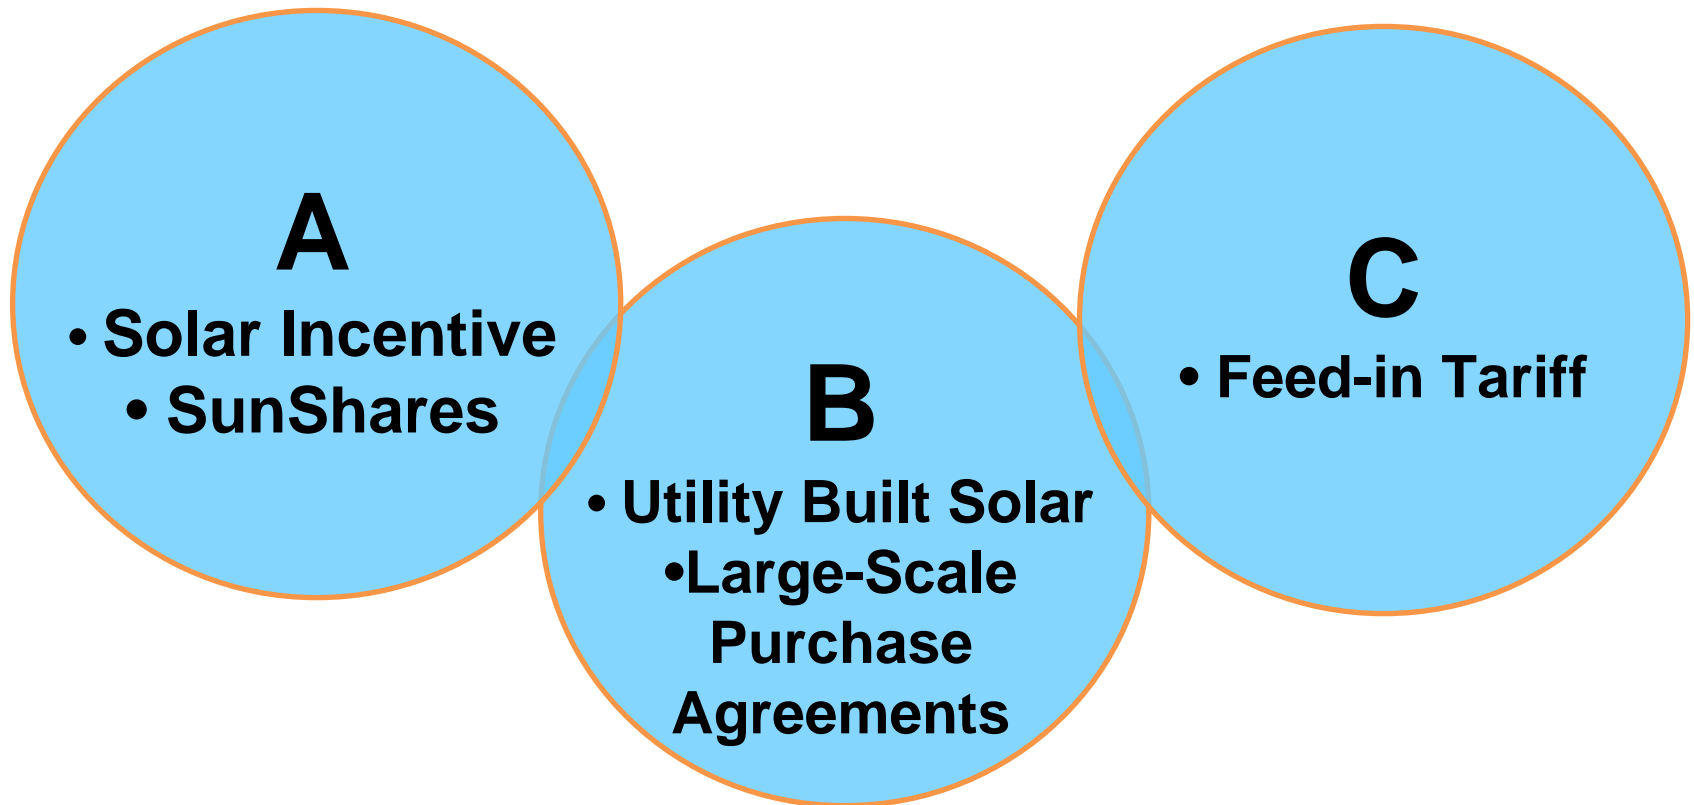 A
• Solar Incentive
• SunShares
B
• Utility Built Solar
•Large-Scale
Purchase
Agreements
C
• Feed-in Tariff